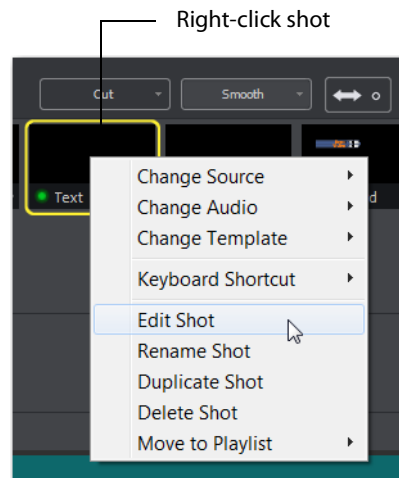 Right-click shot
Cut
Smooth
Text
d
Change Source
Change Audio
Change Template
Keyboard Shortcut
Edit Shot
Rename Shot
Duplicate Shot
Delete Shot
Move to Playlist